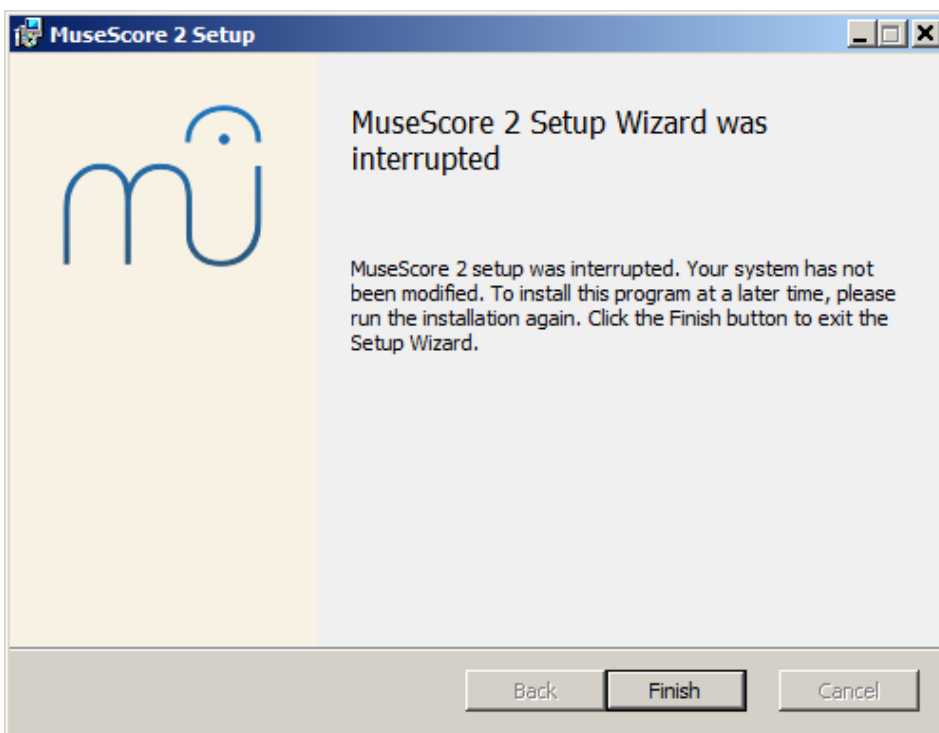 MuseScore 2 Setup
MuseScore 2 Setup Wizard was
interrupted
MuseScore 2 setup was interrupted. Your system has not
been modified. To install this program at a later time, please
run the installation again. Click the Finish button to exit the
Setup Wizard.
Back
Finish
Cancel